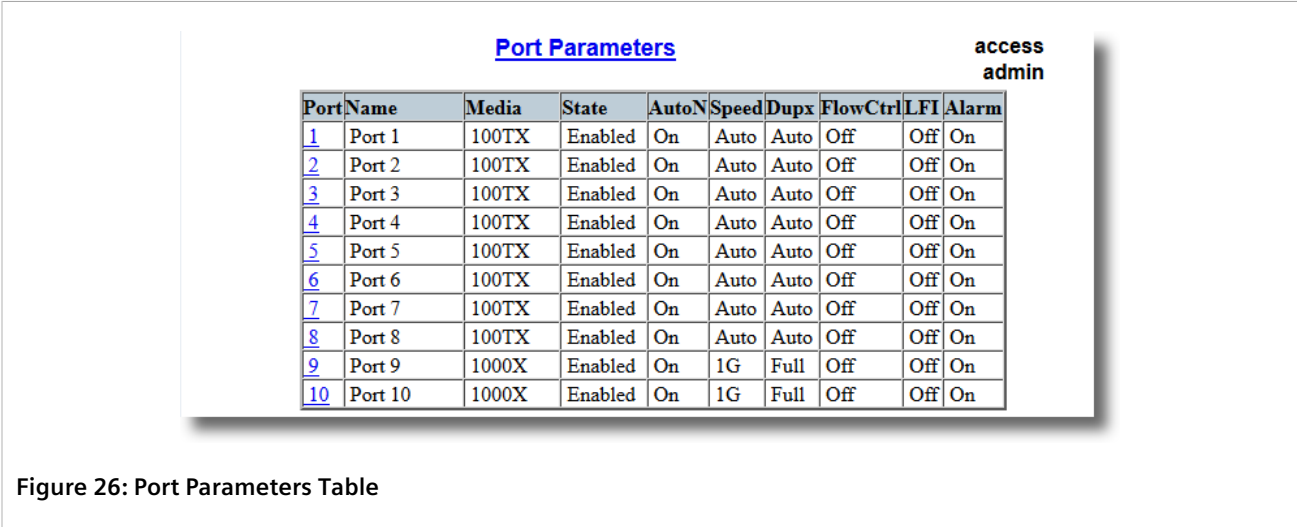 Port Parameters
access
admin
Port Name Media State AutoN Speed Dupx FlowCtrl LFI Alarm
1 Port 1 100TX Enabled On Auto Auto Off Off On
2 Port 2 100TX Enabled On Auto Auto Off Off On
3 Port 3 100TX Enabled On Auto Auto Off Off On
4 Port 4 100TX Enabled On Auto Auto Off Off On
5 Port 5 100TX Enabled On Auto Auto Off Off On
6 Port 6 100TX Enabled On Auto Auto Off Off On
7 Port 7 100TX Enabled On Auto Auto Off Off On
8 Port 8 100TX Enabled On Auto Auto Off Off On
9 Port 9 1000X Enabled On 1G Full Off Off On
10 Port 10 1000X Enabled On 1G Full Off Off On
Figure 26: Port Parameters Table